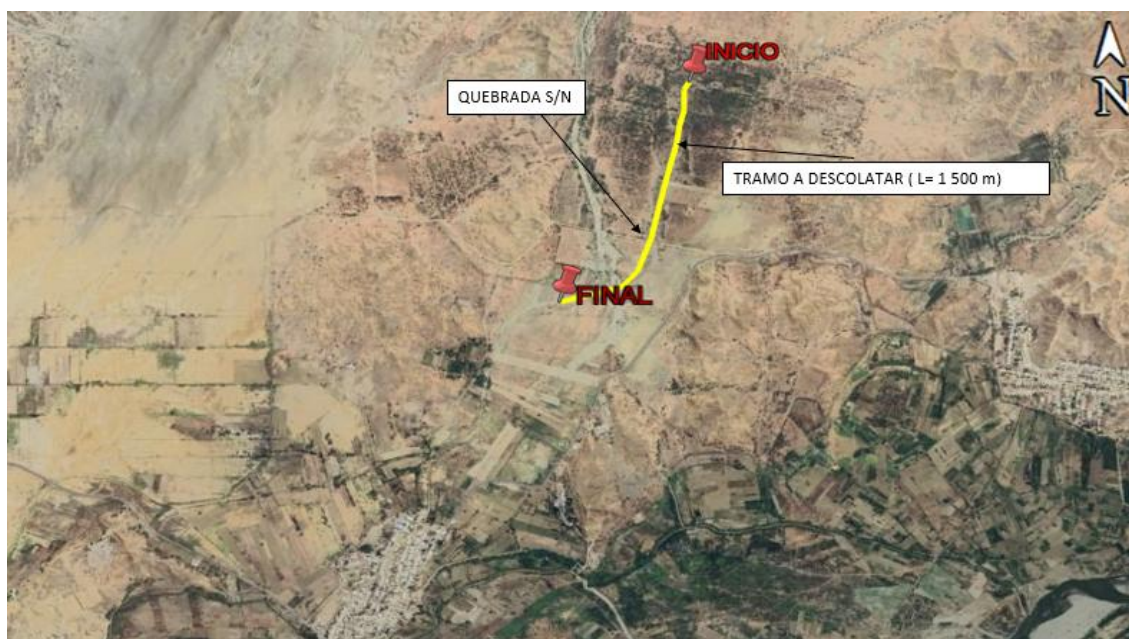 INICIO
QUEBRADA S/N
N
TRAMO A DESCOLATAR ( L= 1 500 m)
FINAL